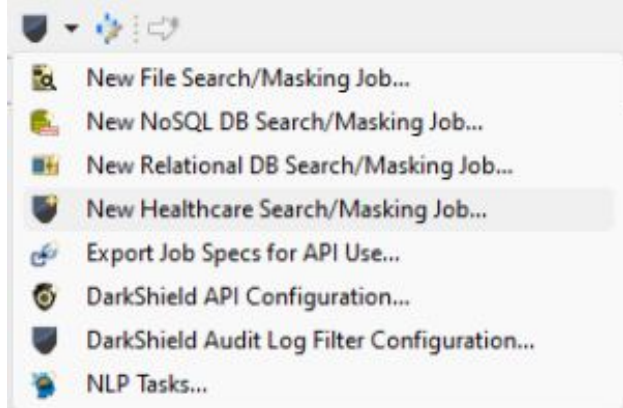 New File Search/Masking Job...
New NoSQL DB Search/Masking Job...
New Relational DB Search/Masking Job...
New Healthcare Search/Masking Job...
Export Job Specs for API Use...
DarkShield API Configuration...
DarkShield Audit Log Filter Configuration...
NLP Tasks...